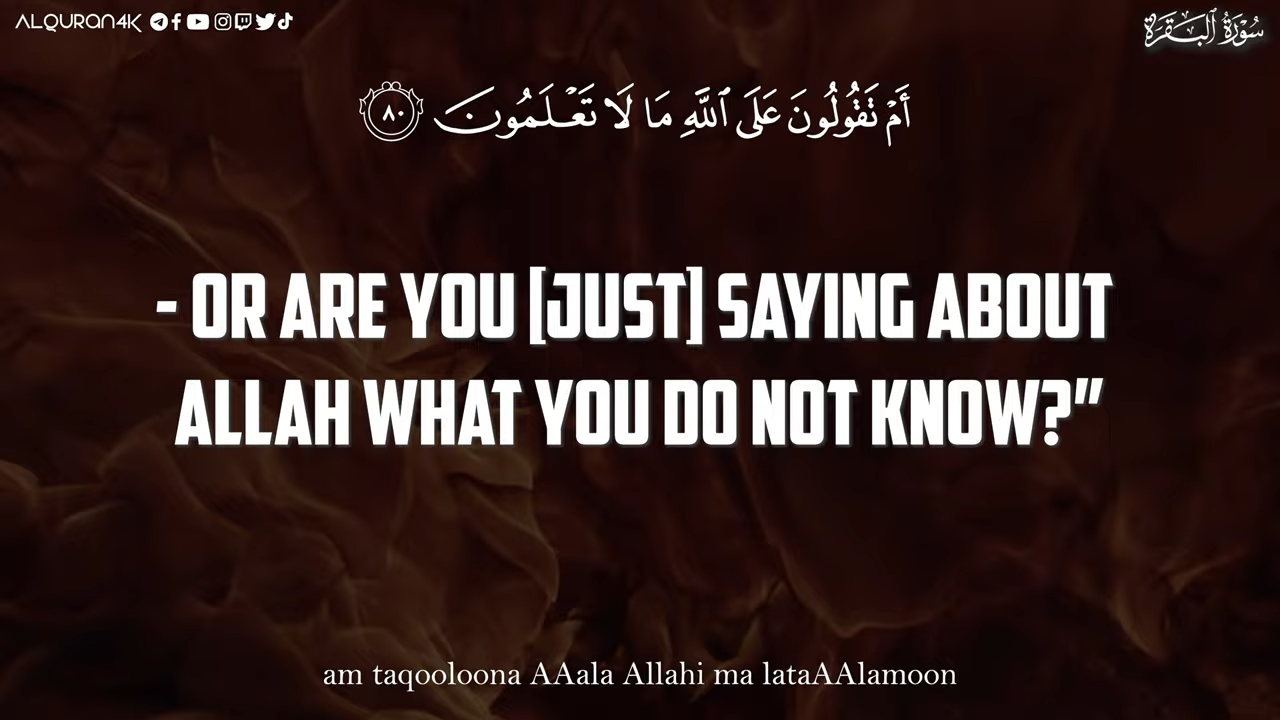 ALQURAN4K
سُورَةُ ٱلْبَقَرَةِ
أَمْ تَقُولُونَ عَلَى ٱللَّهِ مَا لَا تَعْلَمُونَ ٨٠
- OR ARE YOU [JUST] SAYING ABOUT
ALLAH WHAT YOU DO NOT KNOW?”
am taqooloona AAala Allahi ma lataAAlamoon